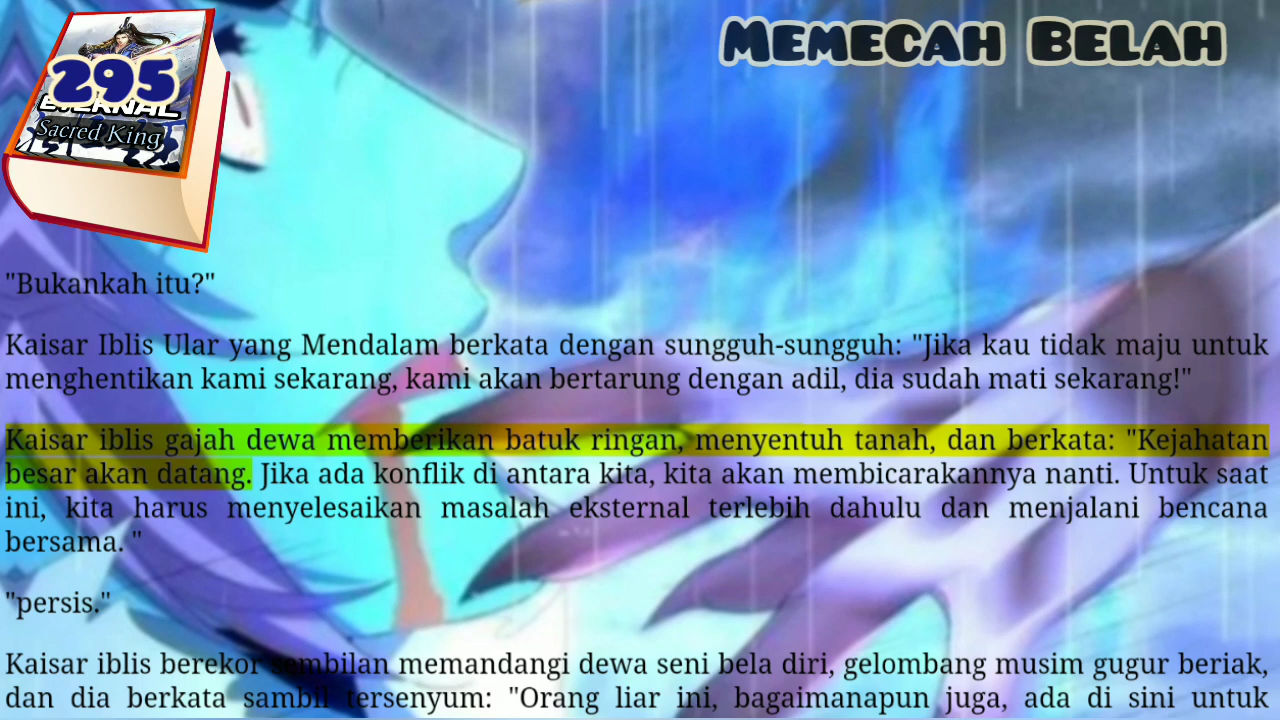 Memecah Belah
295
ETERNAL
Sacred King
"Bukankah itu?"
Kaisar Iblis Ular yang Mendalam berkata dengan sungguh-sungguh: "Jika kau tidak maju untuk
menghentikan kami sekarang, kami akan bertarung dengan adil, dia sudah mati sekarang!"
Kaisar iblis gajah dewa memberikan batuk ringan, menyentuh tanah, dan berkata: "Kejahatan
besar akan datang. Jika ada konflik di antara kita, kita akan membicarakannya nanti. Untuk saat
ini, kita harus menyelesaikan masalah eksternal terlebih dahulu dan menjalani bencana
bersama. "
"persis."
Kaisar iblis berekor sembilan memandangi dewa seni bela diri, gelombang musim gugur beriak,
dan dia berkata sambil tersenyum: "Orang liar ini, bagaimanapun juga, ada di sini untuk